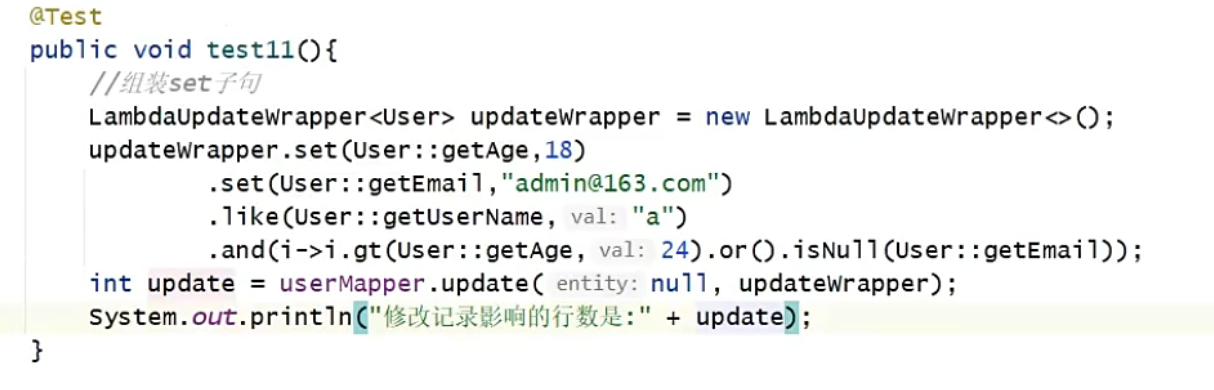 @Test
public void test11(){
//组装set子句
LambdaUpdateWrapper<User> updateWrapper = new LambdaUpdateWrapper<>();
updateWrapper.set(User::getAge,18)
.set(User::getEmail,"admin@163.com")
.like(User::getUserName, val: "a")
.and(i->i.gt(User::getAge, val: 24).or().isNull(User::getEmail));
int update = userMapper.update( entity: null, updateWrapper);
System.out.println("修改记录影响的行数是:" + update);
}